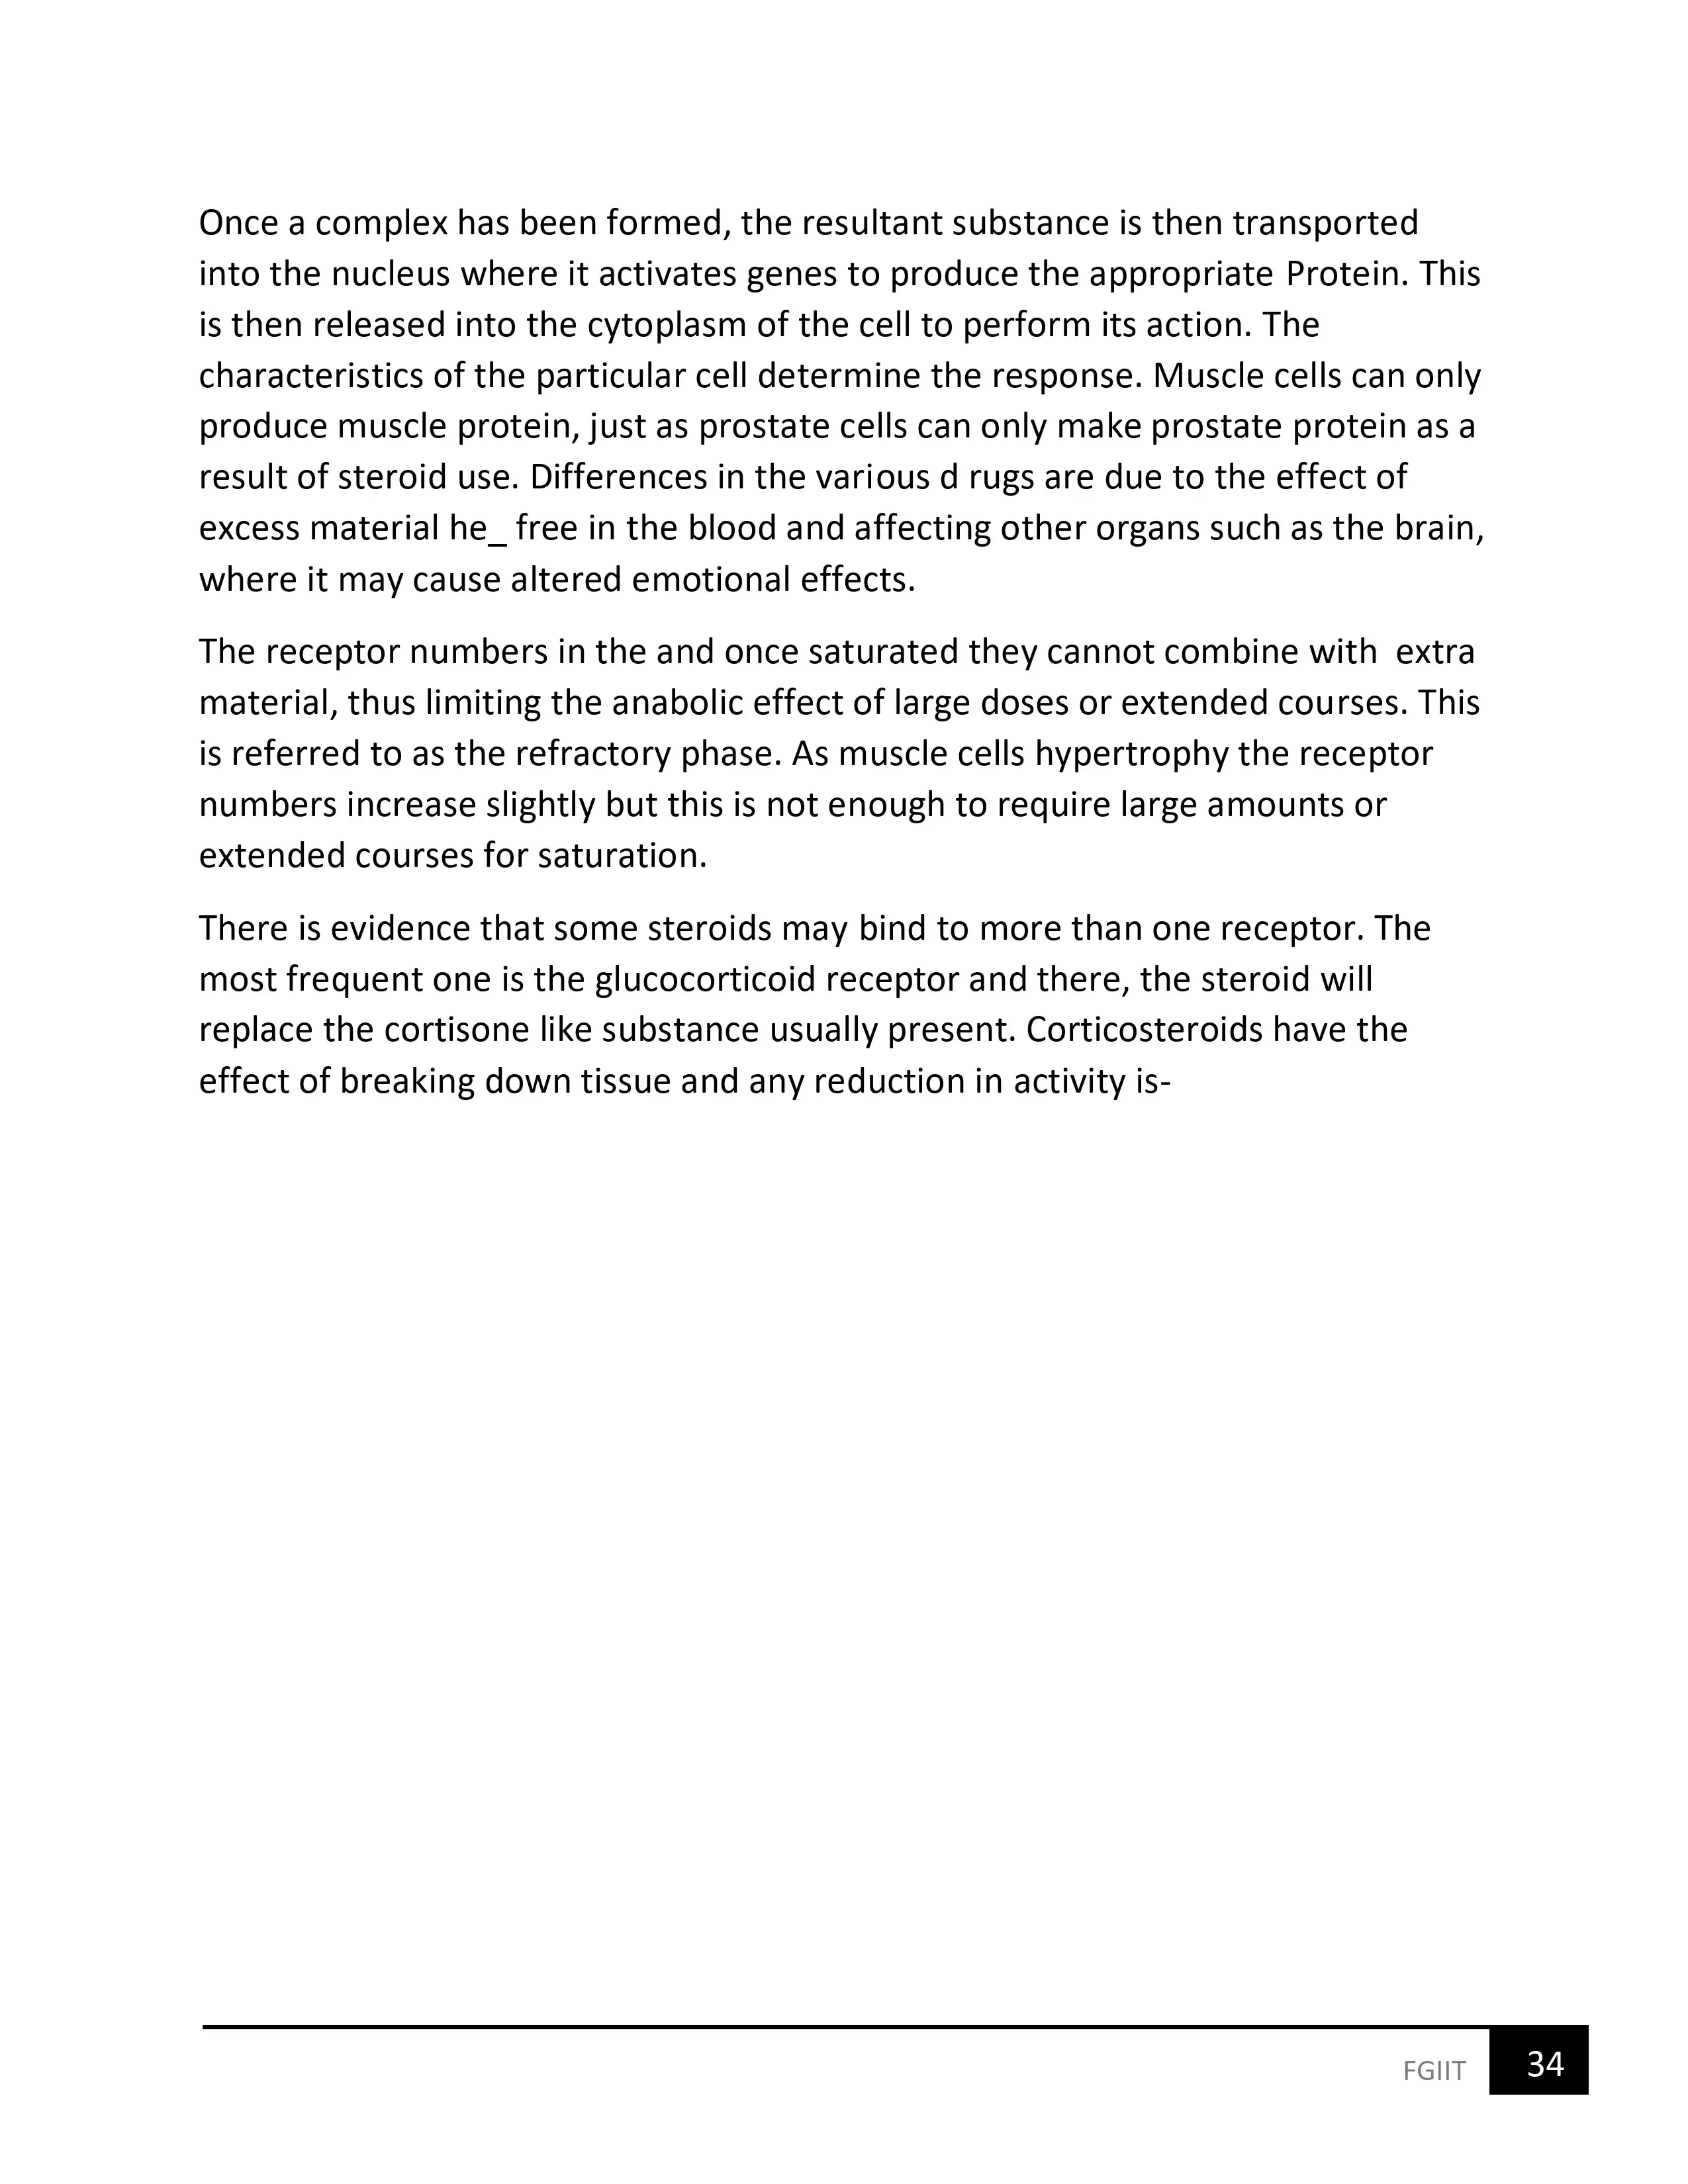 Once a complex has been formed, the resultant substance is then transported
into the nucleus where it activates genes to produce the appropriate Protein. This
is then released into the cytoplasm of the cell to perform its action. The
characteristics of the particular cell determine the response. Muscle cells can only
produce muscle protein, just as prostate cells can only make prostate protein as a
result of steroid use. Differences in the various d rugs are due to the effect of
excess material he_ free in the blood and affecting other organs such as the brain,
where it may cause altered emotional effects.
The receptor numbers in the and once saturated they cannot combine with  extra
material, thus limiting the anabolic effect of large doses or extended courses. This
is referred to as the refractory phase. As muscle cells hypertrophy the receptor
numbers increase slightly but this is not enough to require large amounts or
extended courses for saturation.
There is evidence that some steroids may bind to more than one receptor. The
most frequent one is the glucocorticoid receptor and there, the steroid will
replace the cortisone like substance usually present. Corticosteroids have the
effect of breaking down tissue and any reduction in activity is-
FGIIT 34